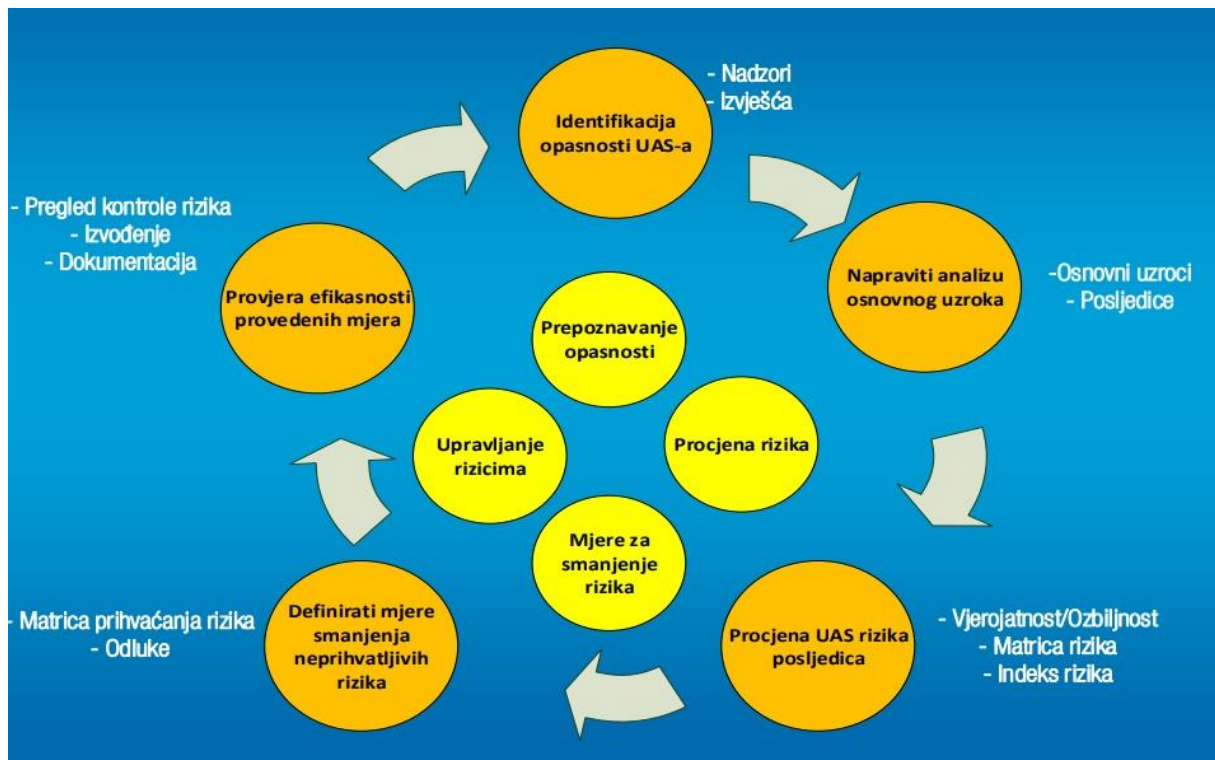 Identifikacija
opasnosti UAS-a
- Nadzori
- Izvješća
Napraviti analizu
osnovnog uzroka
-Osnovni uzroci
- Posljedice
Procjena UAS rizika
posljedica
- Vjerojatnost/Ozbiljnost
- Matrica rizika
- Indeks rizika
Definirati mjere
smanjenja
neprihvatljivih
rizika
- Matrica prihvaćanja rizika
- Odluke
Provjera efikasnosti
provedenih mjera
- Pregled kontrole rizika
- Izvođenje
- Dokumentacija
Prepoznavanje
opasnosti
Procjena rizika
Mjere za
smanjenje
rizika
Upravljanje
rizicima